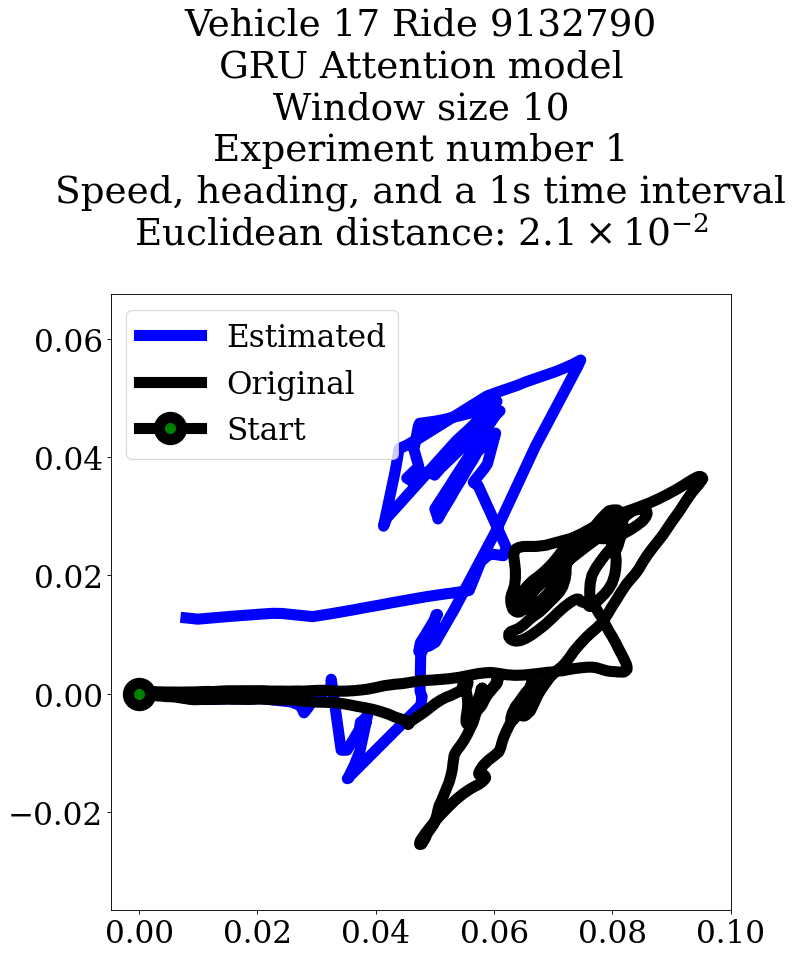 Vehicle 17 Ride 9132790
GRU Attention model
Window size 10
Experiment number 1
Speed, heading, and a 1s time interval
Euclidean distance: 2.1 × 10⁻²
Estimated
Original
Start
0.06
0.04
0.02
0.00
−0.02
0.00 0.02 0.04 0.06 0.08 0.10